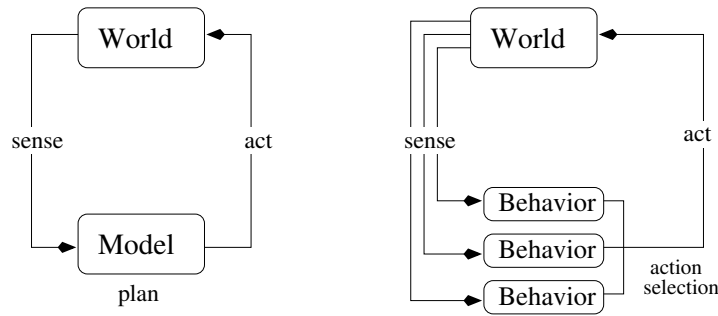 World
sense
act
Model
plan
World
sense
act
Behavior
Behavior
Behavior
action
selection